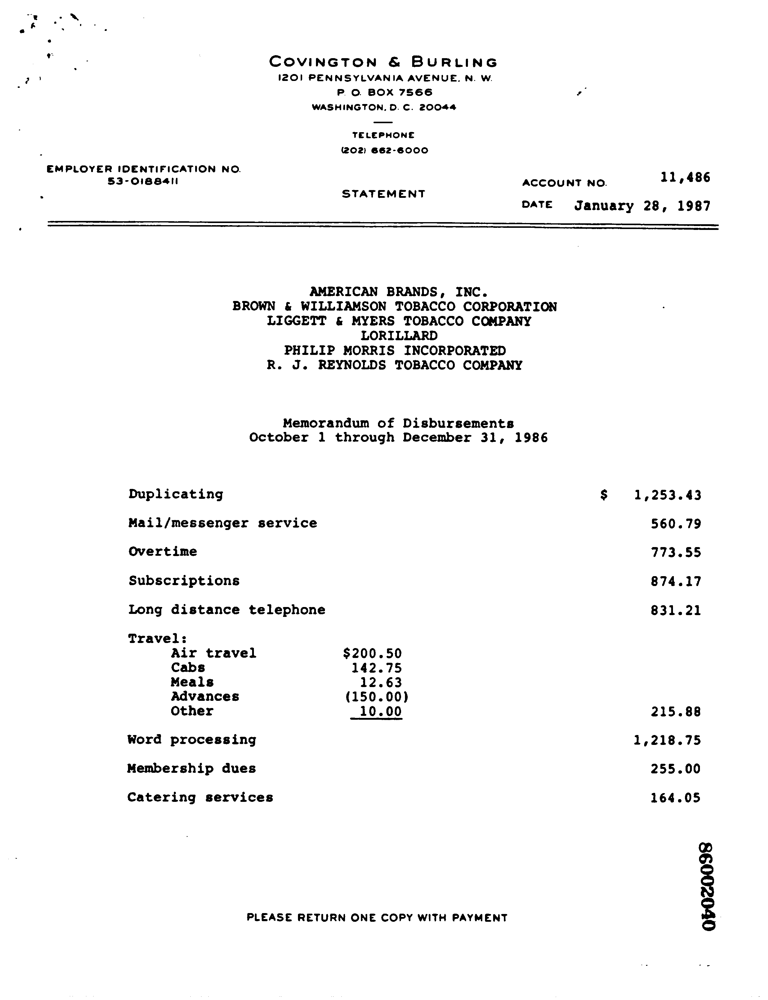 COVINGTON & BURLING
1201 PENNSYLVANIA AVENUE, N. W.
P. O. BOX 7566
WASHINGTON, D. C. 20044
TELEPHONE
(202) 662-6000
EMPLOYER IDENTIFICATION NO.
53-0188411
STATEMENT
ACCOUNT NO. 11,486
DATE January 28, 1987
AMERICAN BRANDS, INC.
BROWN & WILLIAMSON TOBACCO CORPORATION
LIGGETT & MYERS TOBACCO COMPANY
LORILLARD
PHILIP MORRIS INCORPORATED
R. J. REYNOLDS TOBACCO COMPANY
Memorandum of Disbursements
October 1 through December 31, 1986
Duplicating $ 1,253.43
Mail/messenger service 560.79
Overtime 773.55
Subscriptions 874.17
Long distance telephone 831.21
Travel:
Air travel $200.50
Cabs 142.75
Meals 12.63
Advances (150.00)
Other 10.00 215.88
Word processing 1,218.75
Membership dues 255.00
Catering services 164.05
86002040
PLEASE RETURN ONE COPY WITH PAYMENT